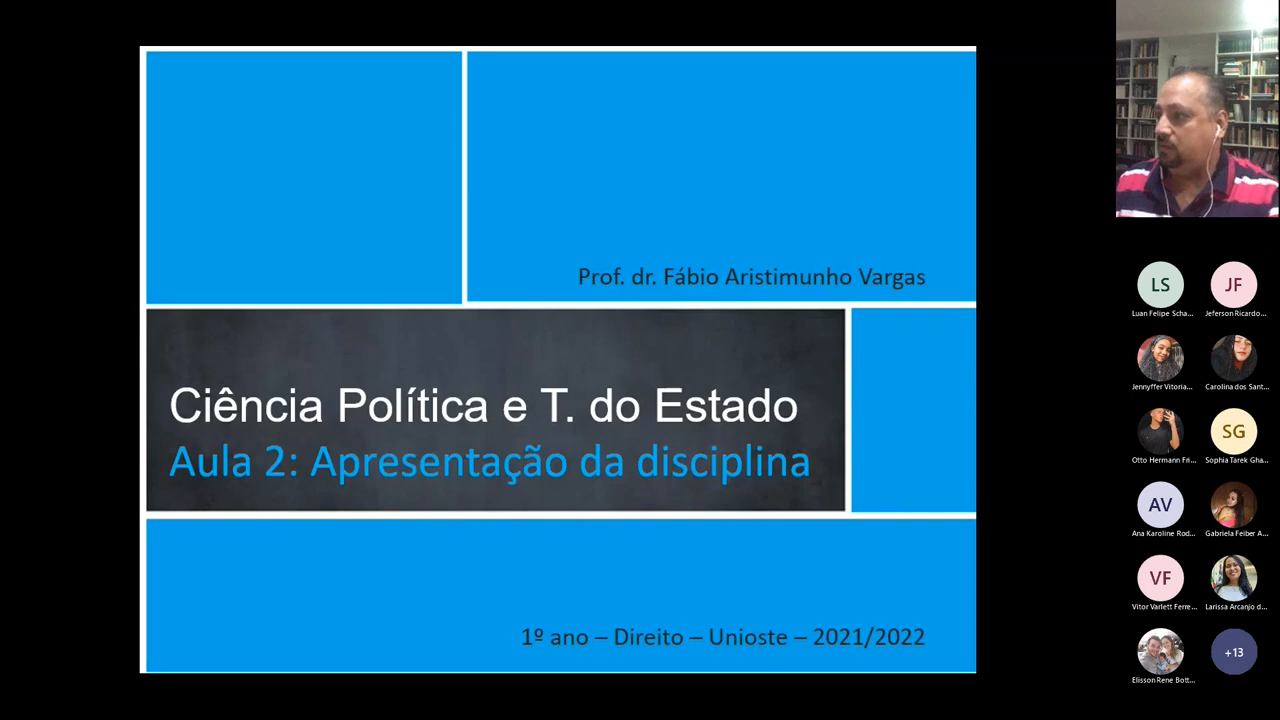 Prof. dr. Fábio Aristimunho Vargas
Ciência Política e T. do Estado
Aula 2: Apresentação da disciplina
1º ano – Direito – Unioste – 2021/2022
LS
JF
Luan Felipe Scha...
Jeferson Ricardo...
Jennyffer Vitoria...
Carolina dos Sant...
SG
Otto Hermann Fri...
Sophia Tarek Gha...
AV
Ana Karoline Rod...
Gabriela Feiber A...
VF
Vitor Varlett Ferre...
Larissa Arcanjo d...
+13
Elisson Rene Bott...